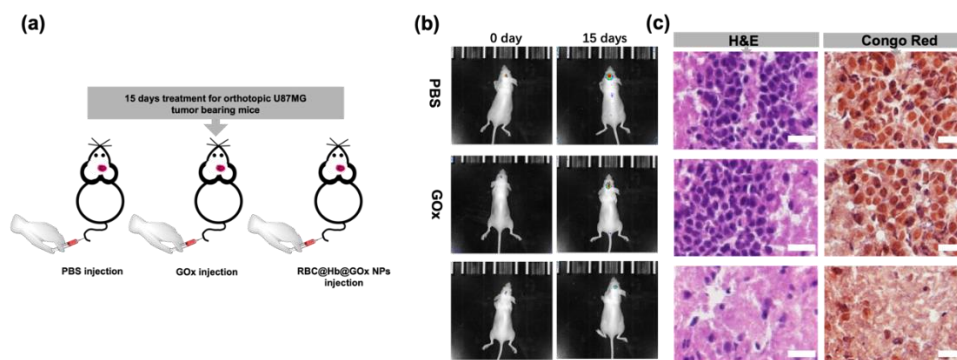 (a)
15 days treatment for orthotopic U87MG
tumor bearing mice
PBS injection
GOx injection
RBC@Hb@GOx NPs
injection
(b)
0 day
15 days
PBS
GOx
(c)
H&E
Congo Red